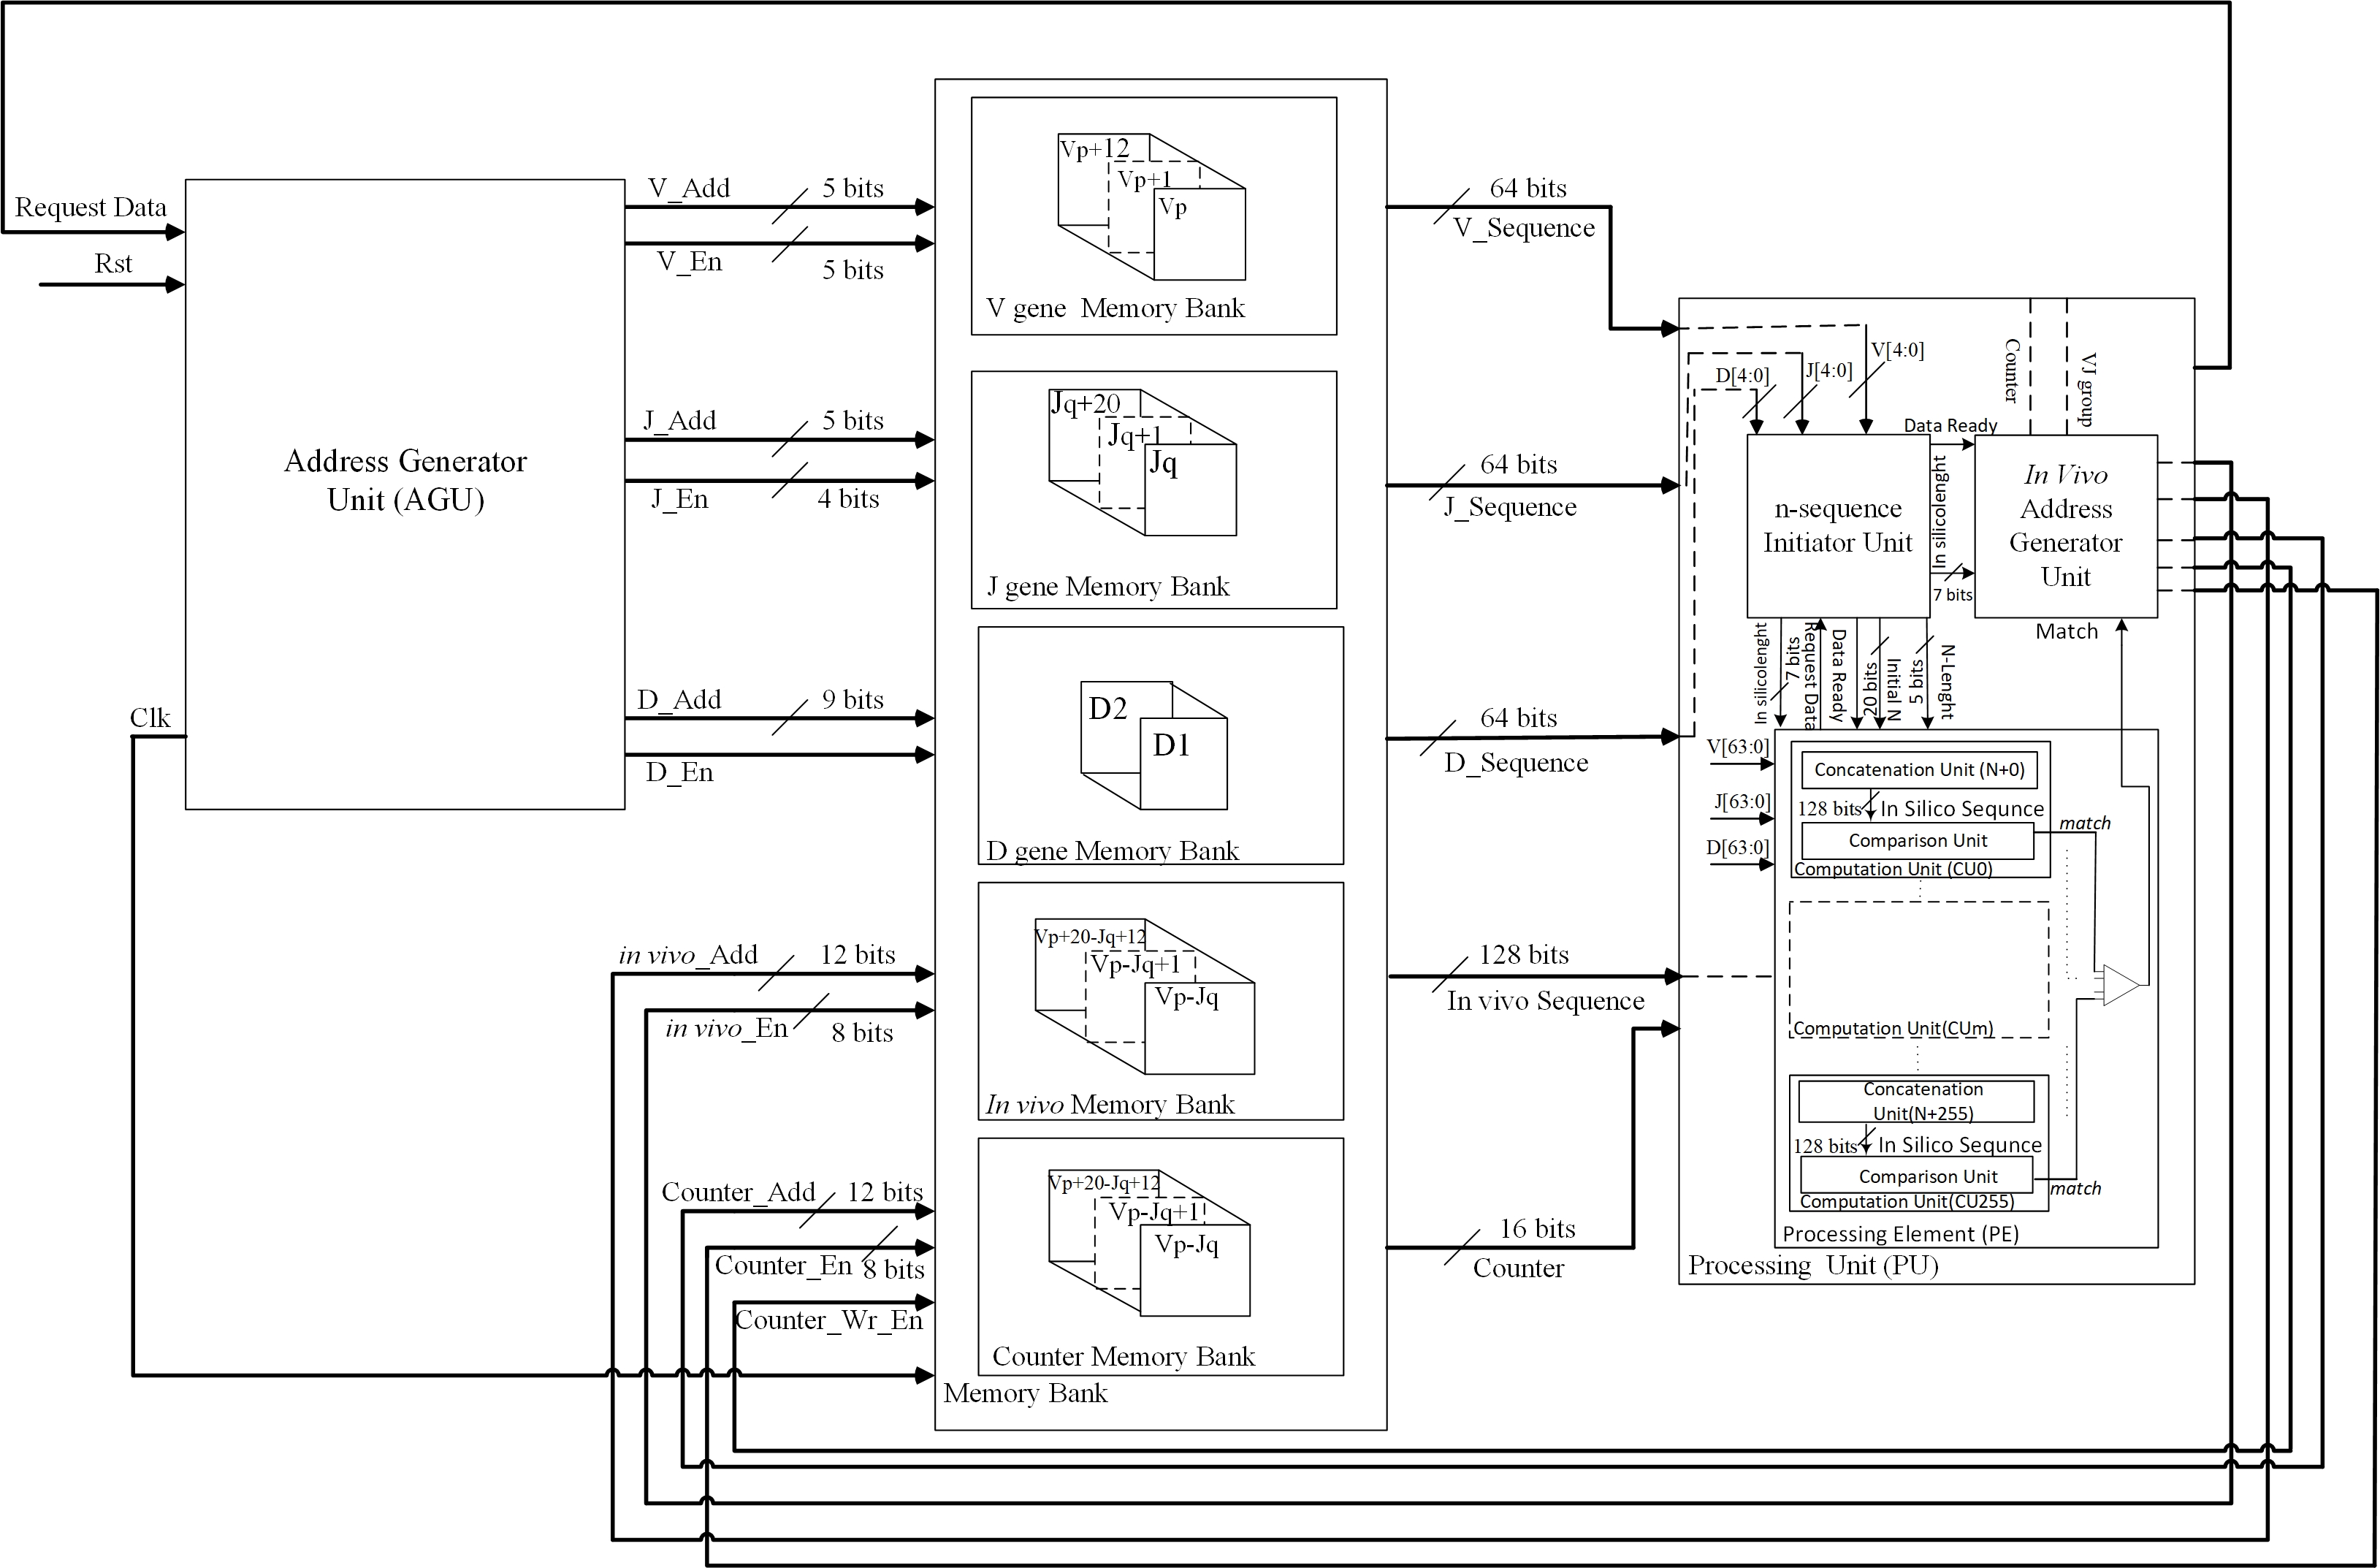 Request Data
Rst
Address Generator
Unit (AGU)
Clk
V_Add
5 bits
V_En
5 bits
J_Add
5 bits
J_En
4 bits
D_Add
9 bits
D_En
in vivo_Add
12 bits
in vivo_En
8 bits
Counter_Add
12 bits
Counter_En
8 bits
Counter_Wr_En
Vp+12
Vp+1
Vp
V gene Memory Bank
Jq+20
Jq+1
Jq
J gene Memory Bank
D2
D1
D gene Memory Bank
Vp+20-Jq+12
Vp-Jq+1
Vp-Jq
In vivo Memory Bank
Vp+20-Jq+12
Vp-Jq+1
Vp-Jq
Counter Memory Bank
Memory Bank
64 bits
V_Sequence
64 bits
J_Sequence
64 bits
D_Sequence
128 bits
In vivo Sequence
16 bits
Counter
D[4:0]
J[4:0]
V[4:0]
Counter
VJ group
Data Ready
n-sequence
Initiator Unit
In silicolenght
7 bits
In Vivo
Address
Generator
Unit
Match
In silicolenght
7 bits
Request Data
Data Ready
20 bits
Initial N
5 bits
N-Lenght
V[63:0]
J[63:0]
D[63:0]
Concatenation Unit (N+0)
128 bits
In Silico Sequnce
Comparison Unit
Computation Unit (CU0)
match
Computation Unit(CUm)
Concatenation
Unit(N+255)
128 bits
In Silico Sequnce
Comparison Unit
Computation Unit(CU255)
match
Processing Element (PE)
Processing Unit (PU)